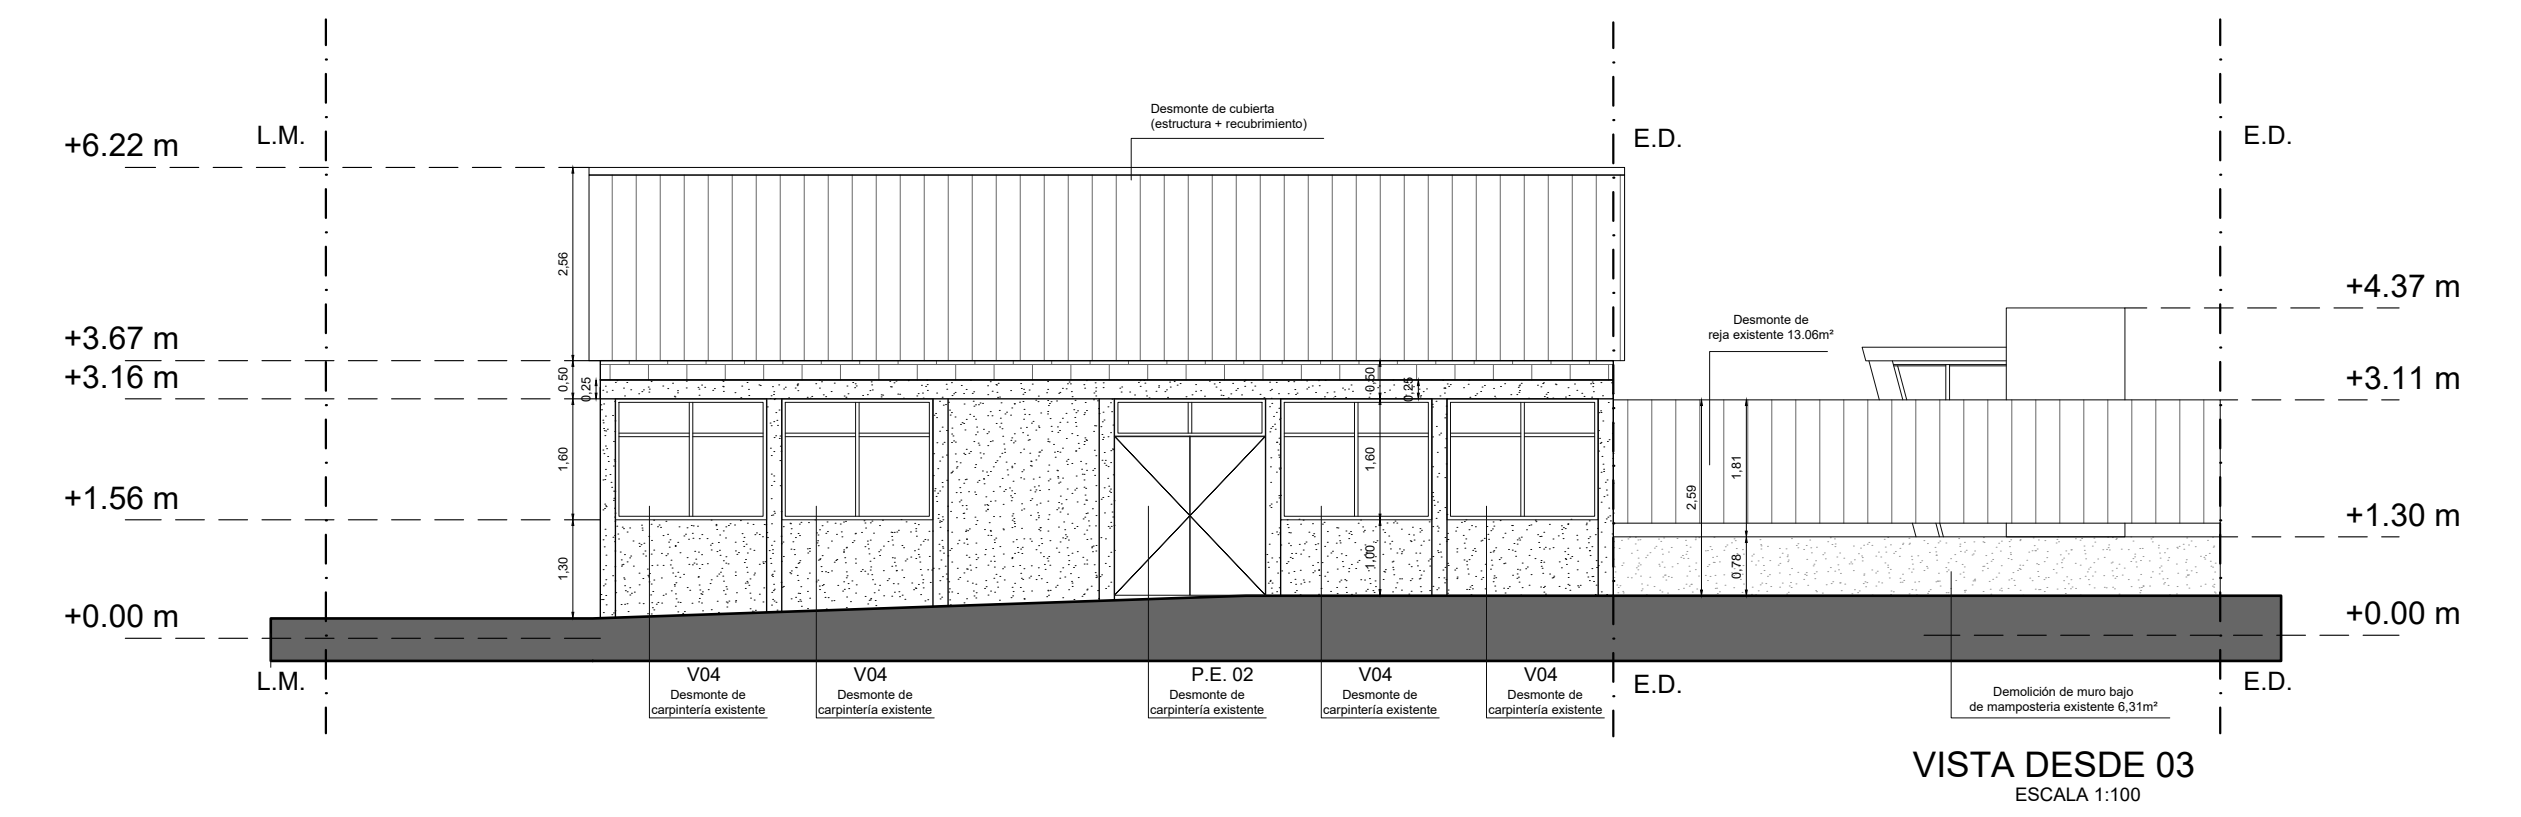 Desmonte de cubierta
(estructura + recubrimiento)
L.M.
E.D.
E.D.
+6.22 m
+4.37 m
Desmonte de
reja existente 13.06m²
+3.67 m
+3.16 m
+3.11 m
+1.56 m
+1.30 m
+0.00 m
+0.00 m
2,56
0,50
0,25
1,60
1,30
0,50
0,25
1,60
1,00
2,59
1,81
0,78
V04
Desmonte de
carpintería existente
V04
Desmonte de
carpintería existente
P.E. 02
Desmonte de
carpintería existente
V04
Desmonte de
carpintería existente
V04
Desmonte de
carpintería existente
L.M.
E.D.
E.D.
Demolición de muro bajo
de mamposteria existente 6,31m²
VISTA DESDE 03
ESCALA 1:100